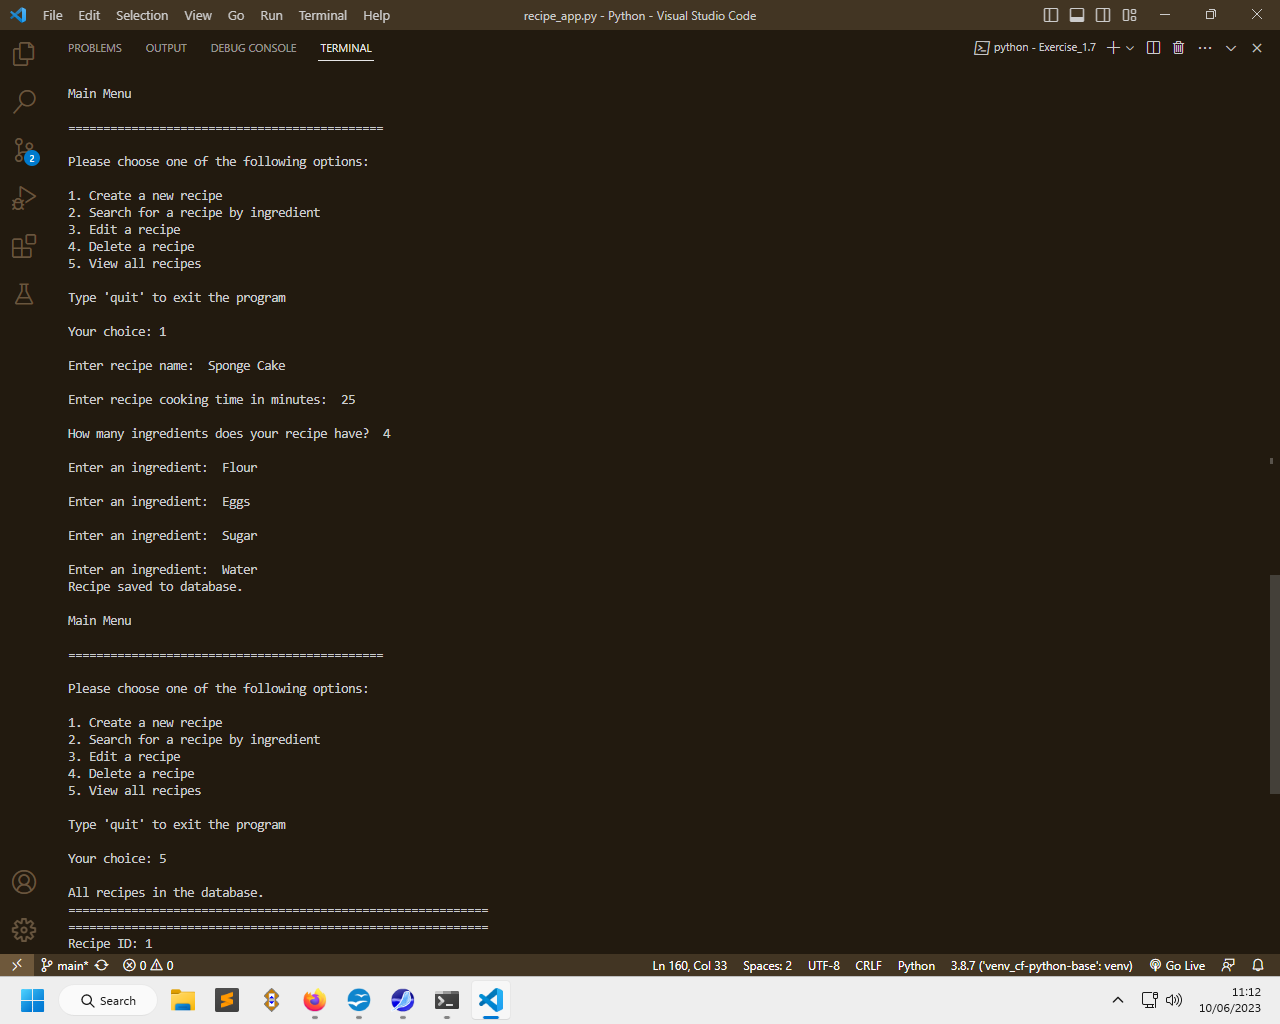 File Edit Selection View Go Run Terminal Help recipe_app.py - Python - Visual Studio Code
PROBLEMS OUTPUT DEBUG CONSOLE TERMINAL python - Exercise_1.7
Main Menu
=============================================
Please choose one of the following options:
1. Create a new recipe
2. Search for a recipe by ingredient
3. Edit a recipe
4. Delete a recipe
5. View all recipes
Type 'quit' to exit the program
Your choice: 1
Enter recipe name:  Sponge Cake
Enter recipe cooking time in minutes:  25
How many ingredients does your recipe have?  4
Enter an ingredient:  Flour
Enter an ingredient:  Eggs
Enter an ingredient:  Sugar
Enter an ingredient:  Water
Recipe saved to database.
Main Menu
=============================================
Please choose one of the following options:
1. Create a new recipe
2. Search for a recipe by ingredient
3. Edit a recipe
4. Delete a recipe
5. View all recipes
Type 'quit' to exit the program
Your choice: 5
All recipes in the database.
============================================================
============================================================
Recipe ID: 1
2
main* 0 0 Ln 160, Col 33 Spaces: 2 UTF-8 CRLF Python 3.8.7 ('venv_cf-python-base': venv) Go Live
Search
11:12
10/06/2023